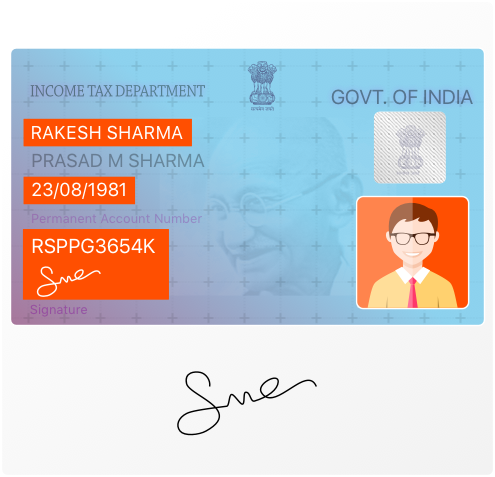 INCOME TAX DEPARTMENT
GOVT. OF INDIA
RAKESH SHARMA
PRASAD M SHARMA
23/08/1981
Permanent Account Number
RSPPG3654K
Signature